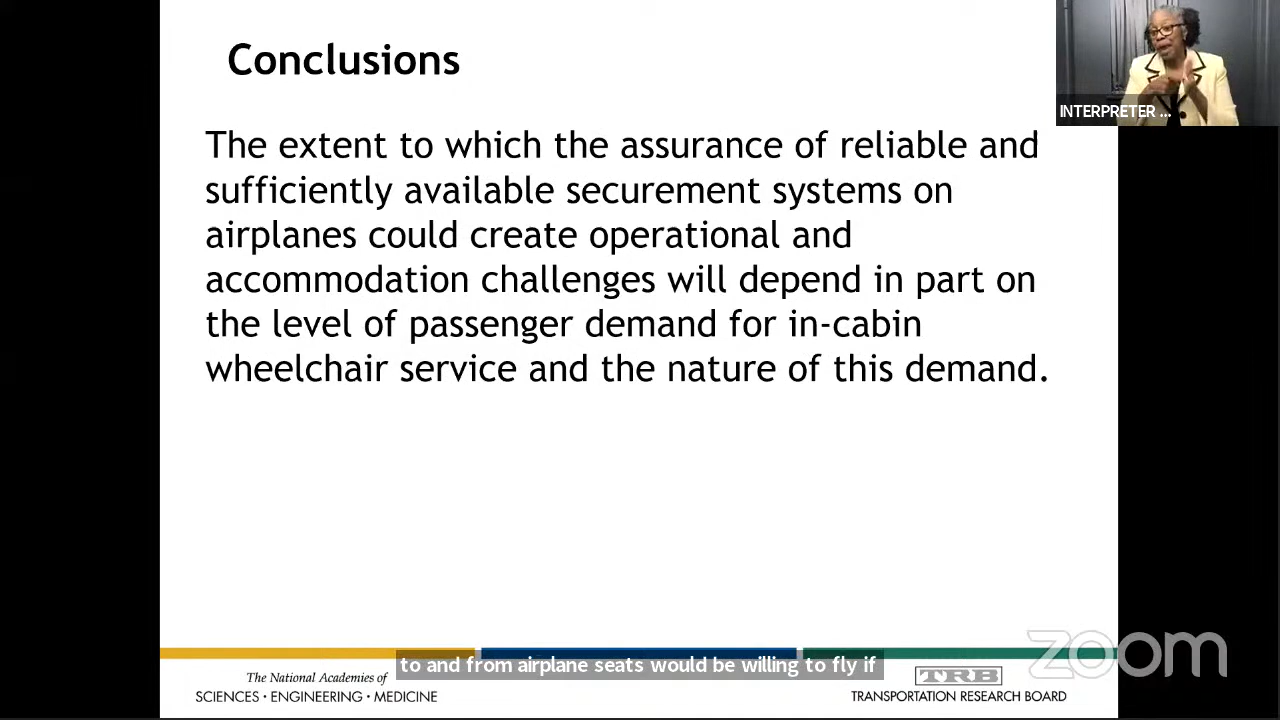 Conclusions
INTERPRETER ...
The extent to which the assurance of reliable and
sufficiently available securement systems on
airplanes could create operational and
accommodation challenges will depend in part on
the level of passenger demand for in-cabin
wheelchair service and the nature of this demand.
zoom
to and from airplane seats would be willing to fly if
The National Academies of
SCIENCES · ENGINEERING · MEDICINE
TRB
TRANSPORTATION RESEARCH BOARD